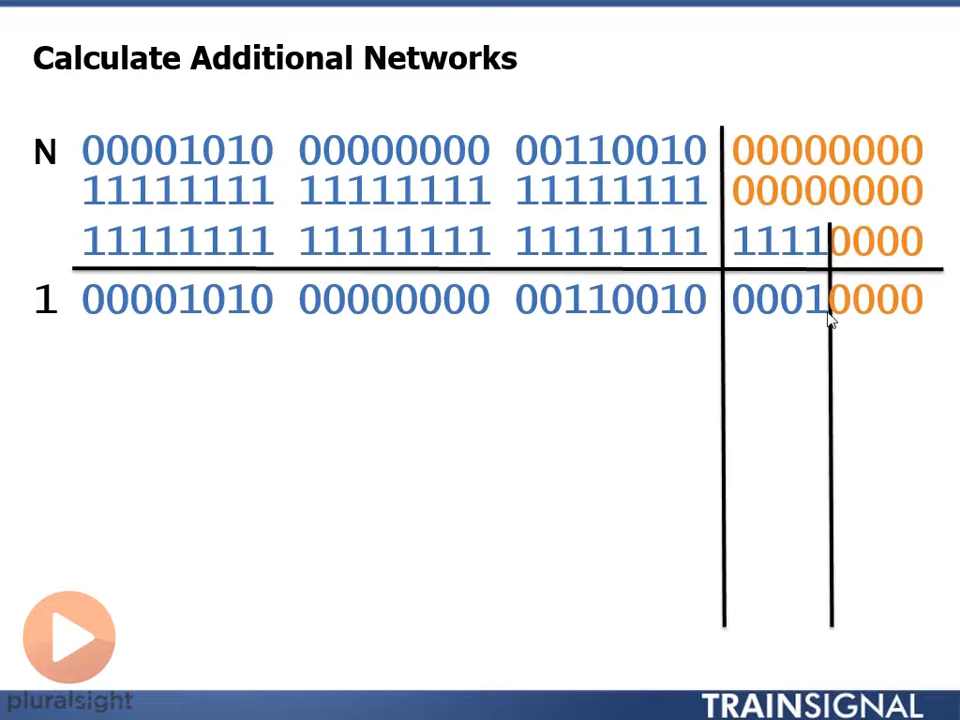 Calculate Additional Networks
N 00001010 00000000 00110010 00000000
11111111 11111111 11111111 00000000
11111111 11111111 11111111 11110000
1 00001010 00000000 00110010 00010000
pluralsight
TRAINSIGNAL